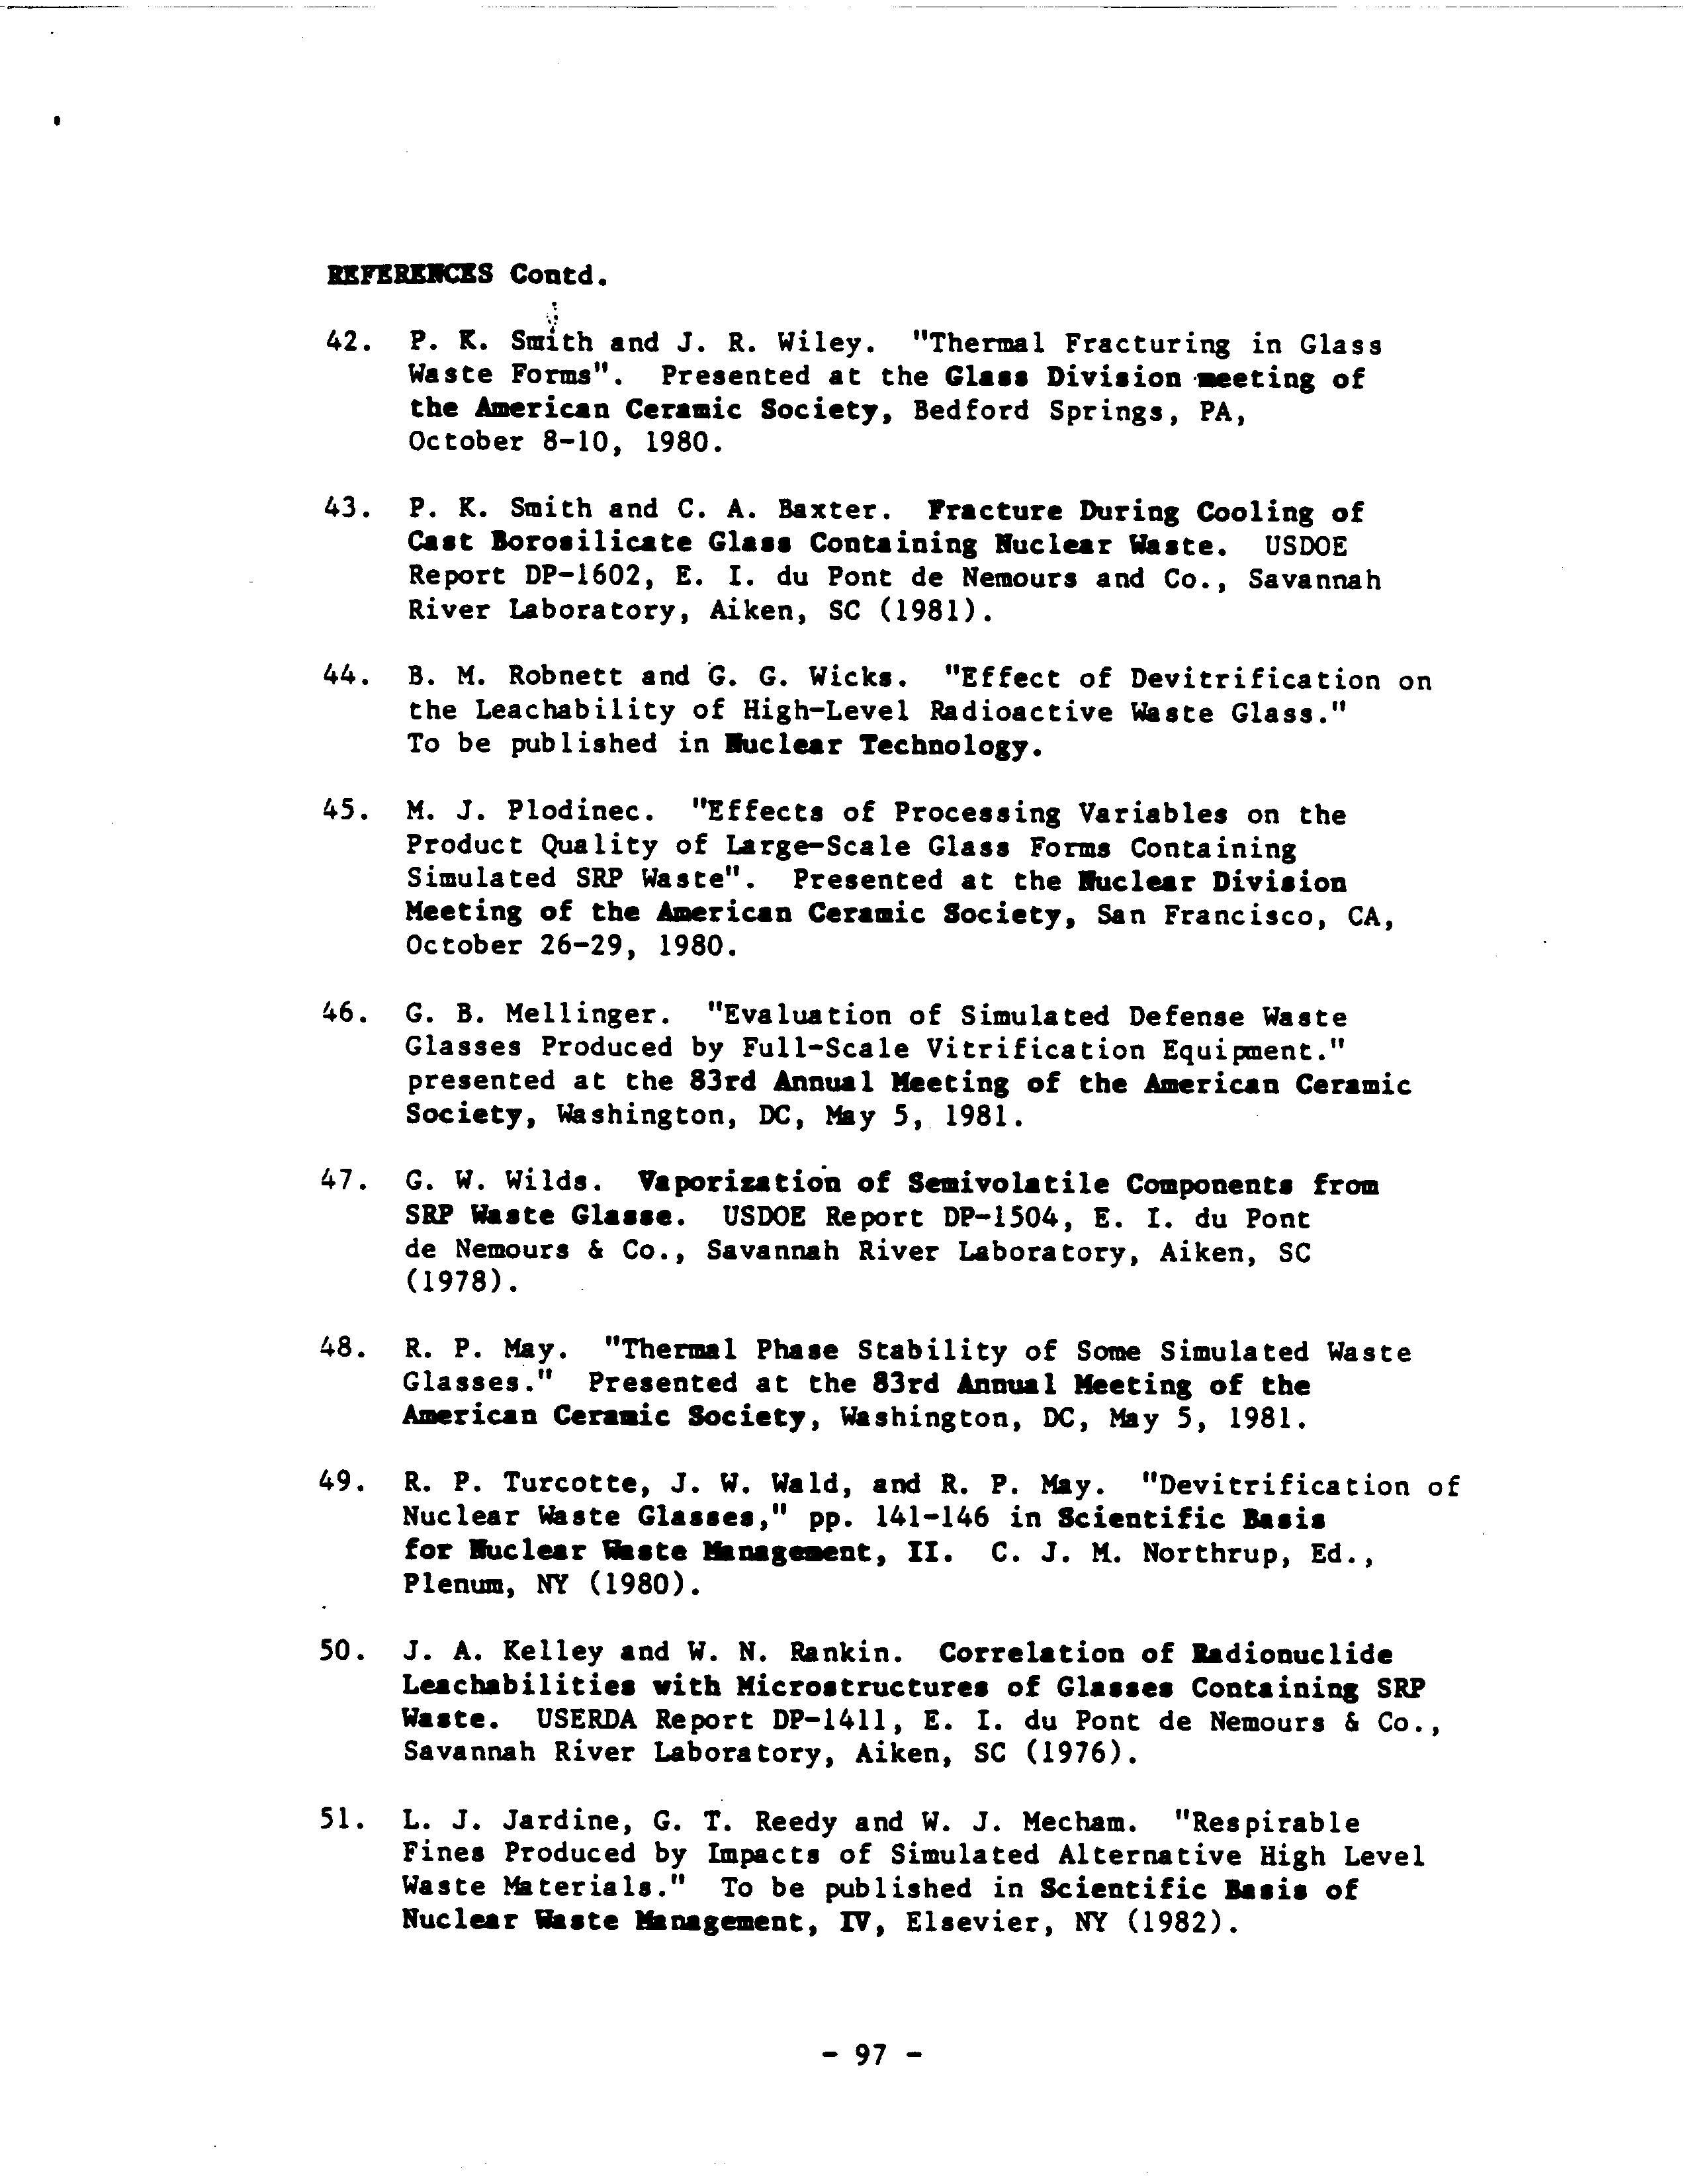 REFERENCES Contd.
42. P. K. Smith and J. R. Wiley. "Thermal Fracturing in Glass
Waste Forms". Presented at the Glass Division meeting of
the American Ceramic Society, Bedford Springs, PA,
October 8-10, 1980.
43. P. K. Smith and C. A. Baxter. Fracture During Cooling of
Cast Borosilicate Glass Containing Nuclear Waste. USDOE
Report DP-1602, E. I. du Pont de Nemours and Co., Savannah
River Laboratory, Aiken, SC (1981).
44. B. M. Robnett and G. G. Wicks. "Effect of Devitrification on
the Leachability of High-Level Radioactive Waste Glass."
To be published in Nuclear Technology.
45. M. J. Plodinec. "Effects of Processing Variables on the
Product Quality of Large-Scale Glass Forms Containing
Simulated SRP Waste". Presented at the Nuclear Division
Meeting of the American Ceramic Society, San Francisco, CA,
October 26-29, 1980.
46. G. B. Mellinger. "Evaluation of Simulated Defense Waste
Glasses Produced by Full-Scale Vitrification Equipment."
presented at the 83rd Annual Meeting of the American Ceramic
Society, Washington, DC, May 5, 1981.
47. G. W. Wilds. Vaporization of Semivolatile Components from
SRP Waste Glasse. USDOE Report DP-1504, E. I. du Pont
de Nemours & Co., Savannah River Laboratory, Aiken, SC
(1978).
48. R. P. May. "Thermal Phase Stability of Some Simulated Waste
Glasses." Presented at the 83rd Annual Meeting of the
American Ceramic Society, Washington, DC, May 5, 1981.
49. R. P. Turcotte, J. W. Wald, and R. P. May. "Devitrification of
Nuclear Waste Glasses," pp. 141-146 in Scientific Basis
for Nuclear Waste Management, II. C. J. M. Northrup, Ed.,
Plenum, NY (1980).
50. J. A. Kelley and W. N. Rankin. Correlation of Radionuclide
Leachabilities with Microstructures of Glasses Containing SRP
Waste. USERDA Report DP-1411, E. I. du Pont de Nemours & Co.,
Savannah River Laboratory, Aiken, SC (1976).
51. L. J. Jardine, G. T. Reedy and W. J. Mecham. "Respirable
Fines Produced by Impacts of Simulated Alternative High Level
Waste Materials." To be published in Scientific Basis of
Nuclear Waste Management, IV, Elsevier, NY (1982).
- 97 -